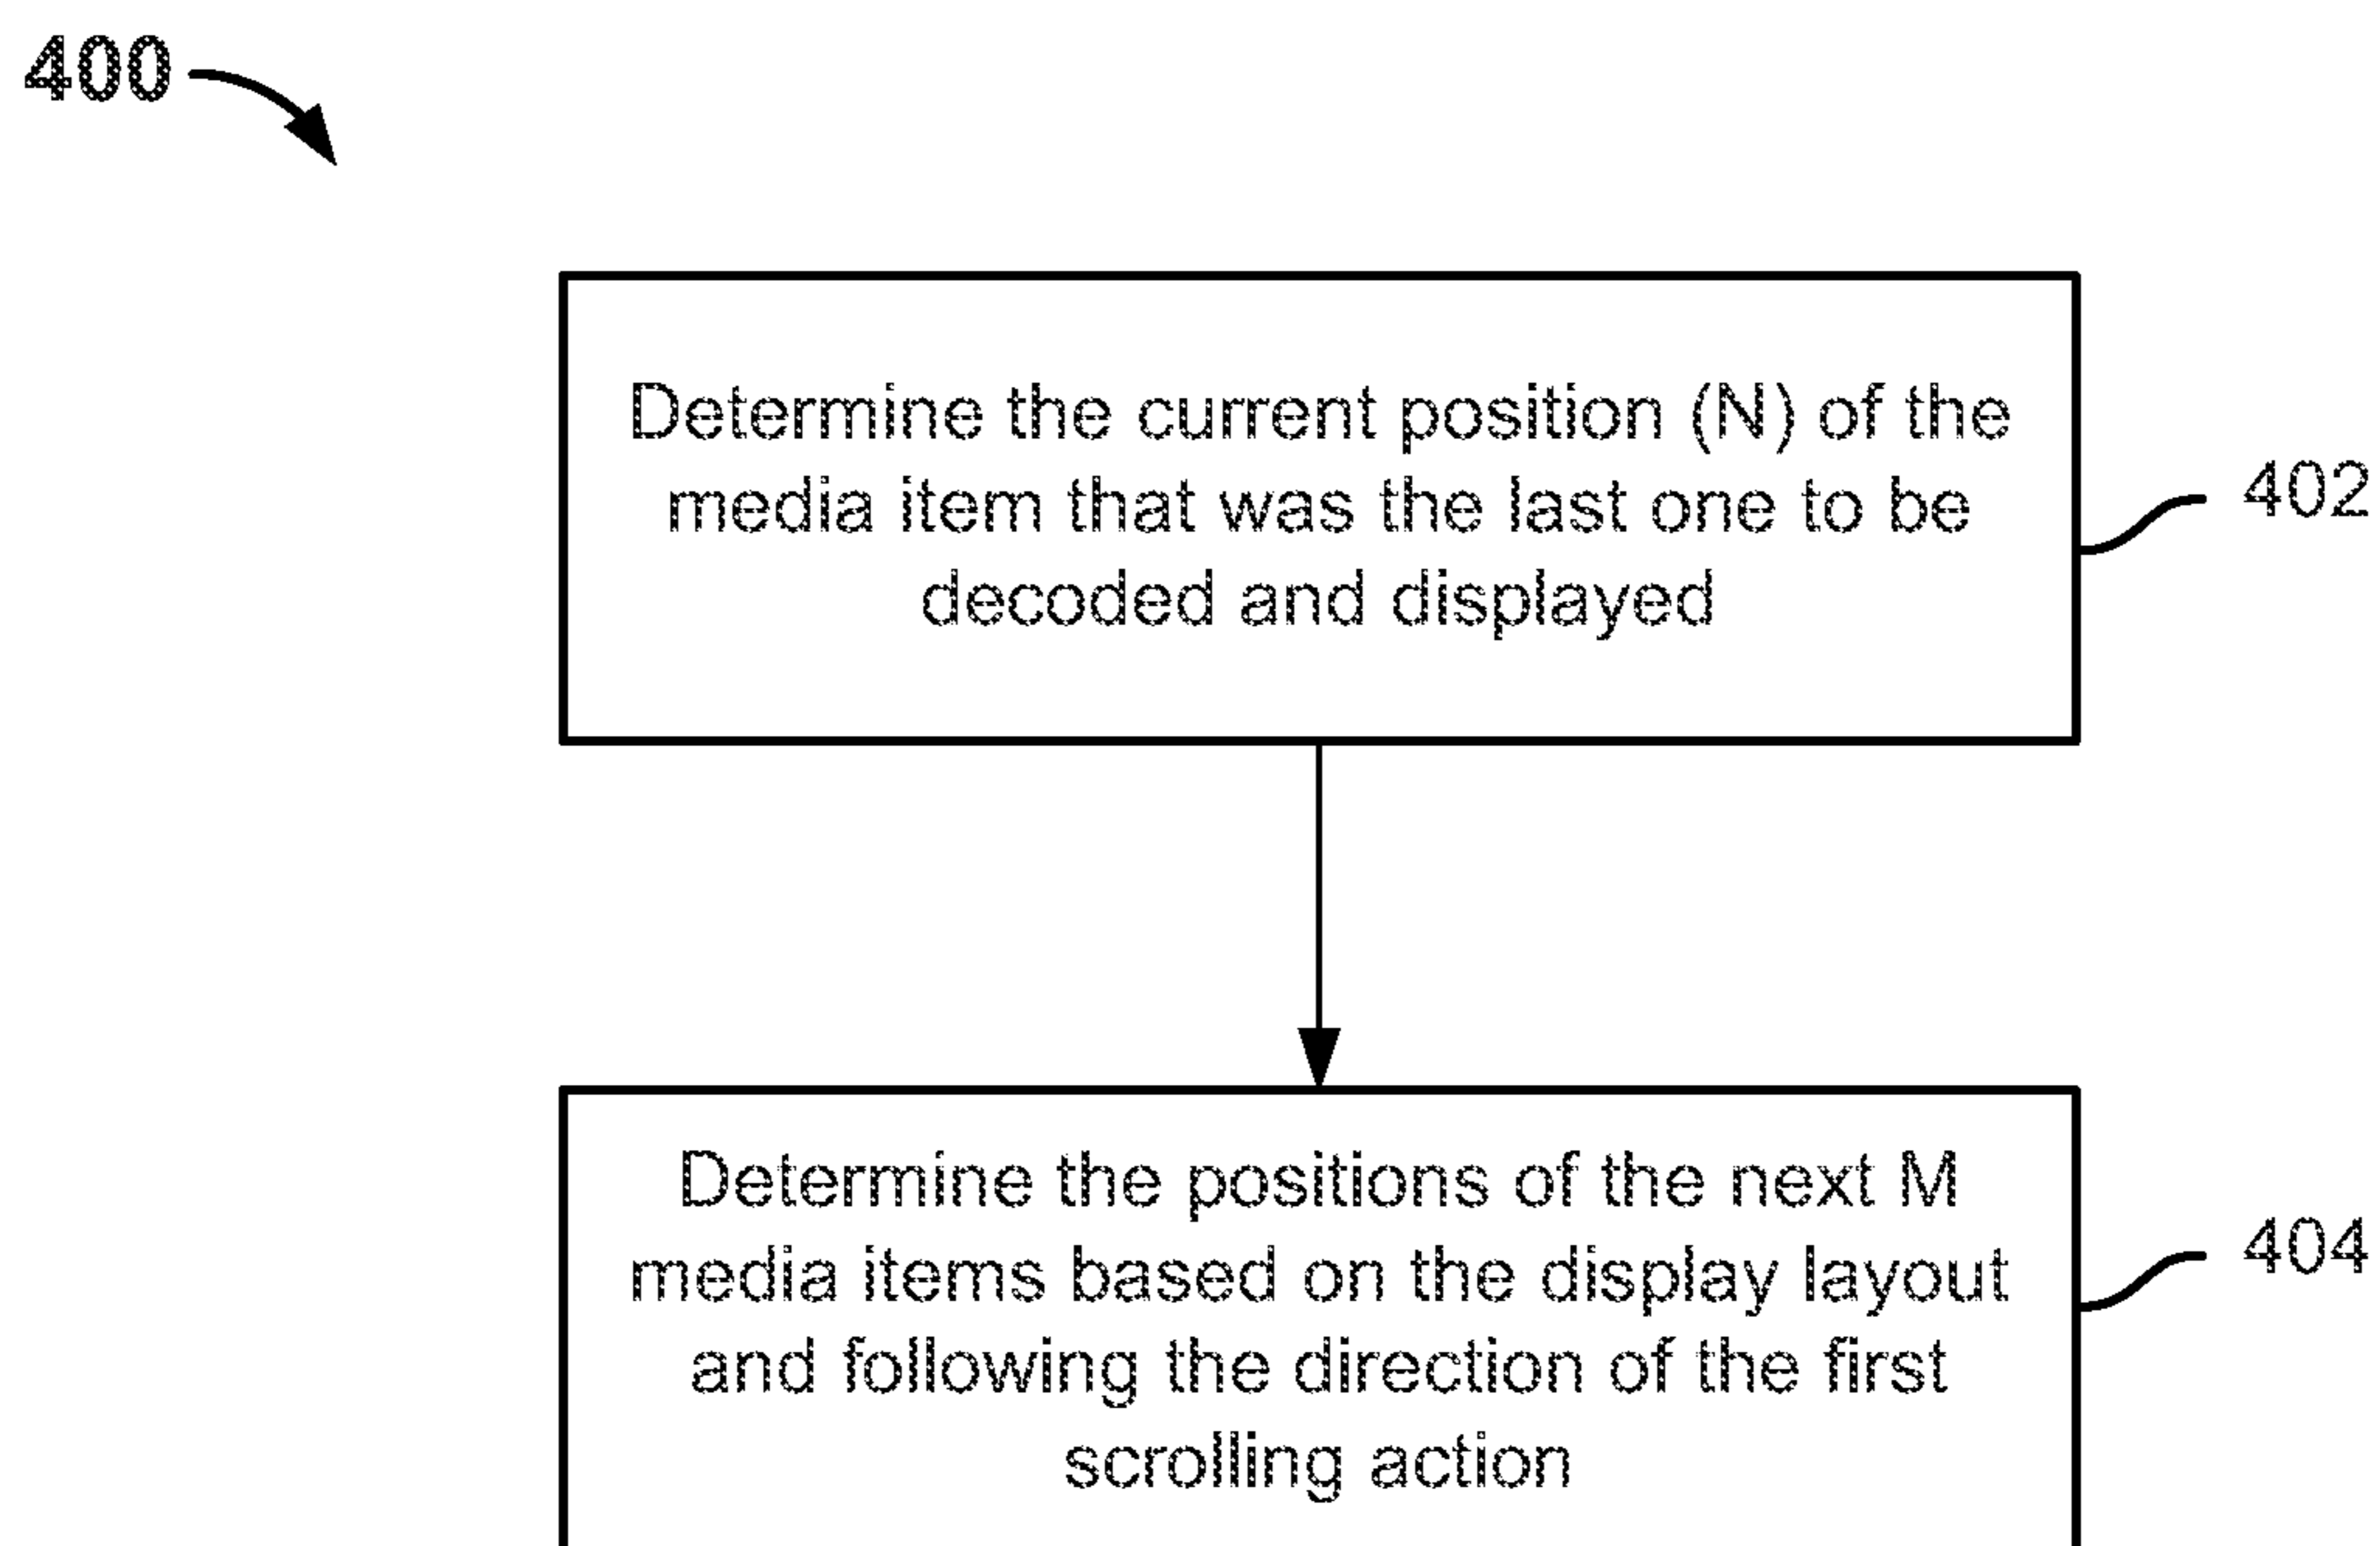 400
Determine the current position (N) of the
media item that was the last one to be
decoded and displayed
402
Determine the positions of the next M
media items based on the display layout
and following the direction of the first
scrolling action
404